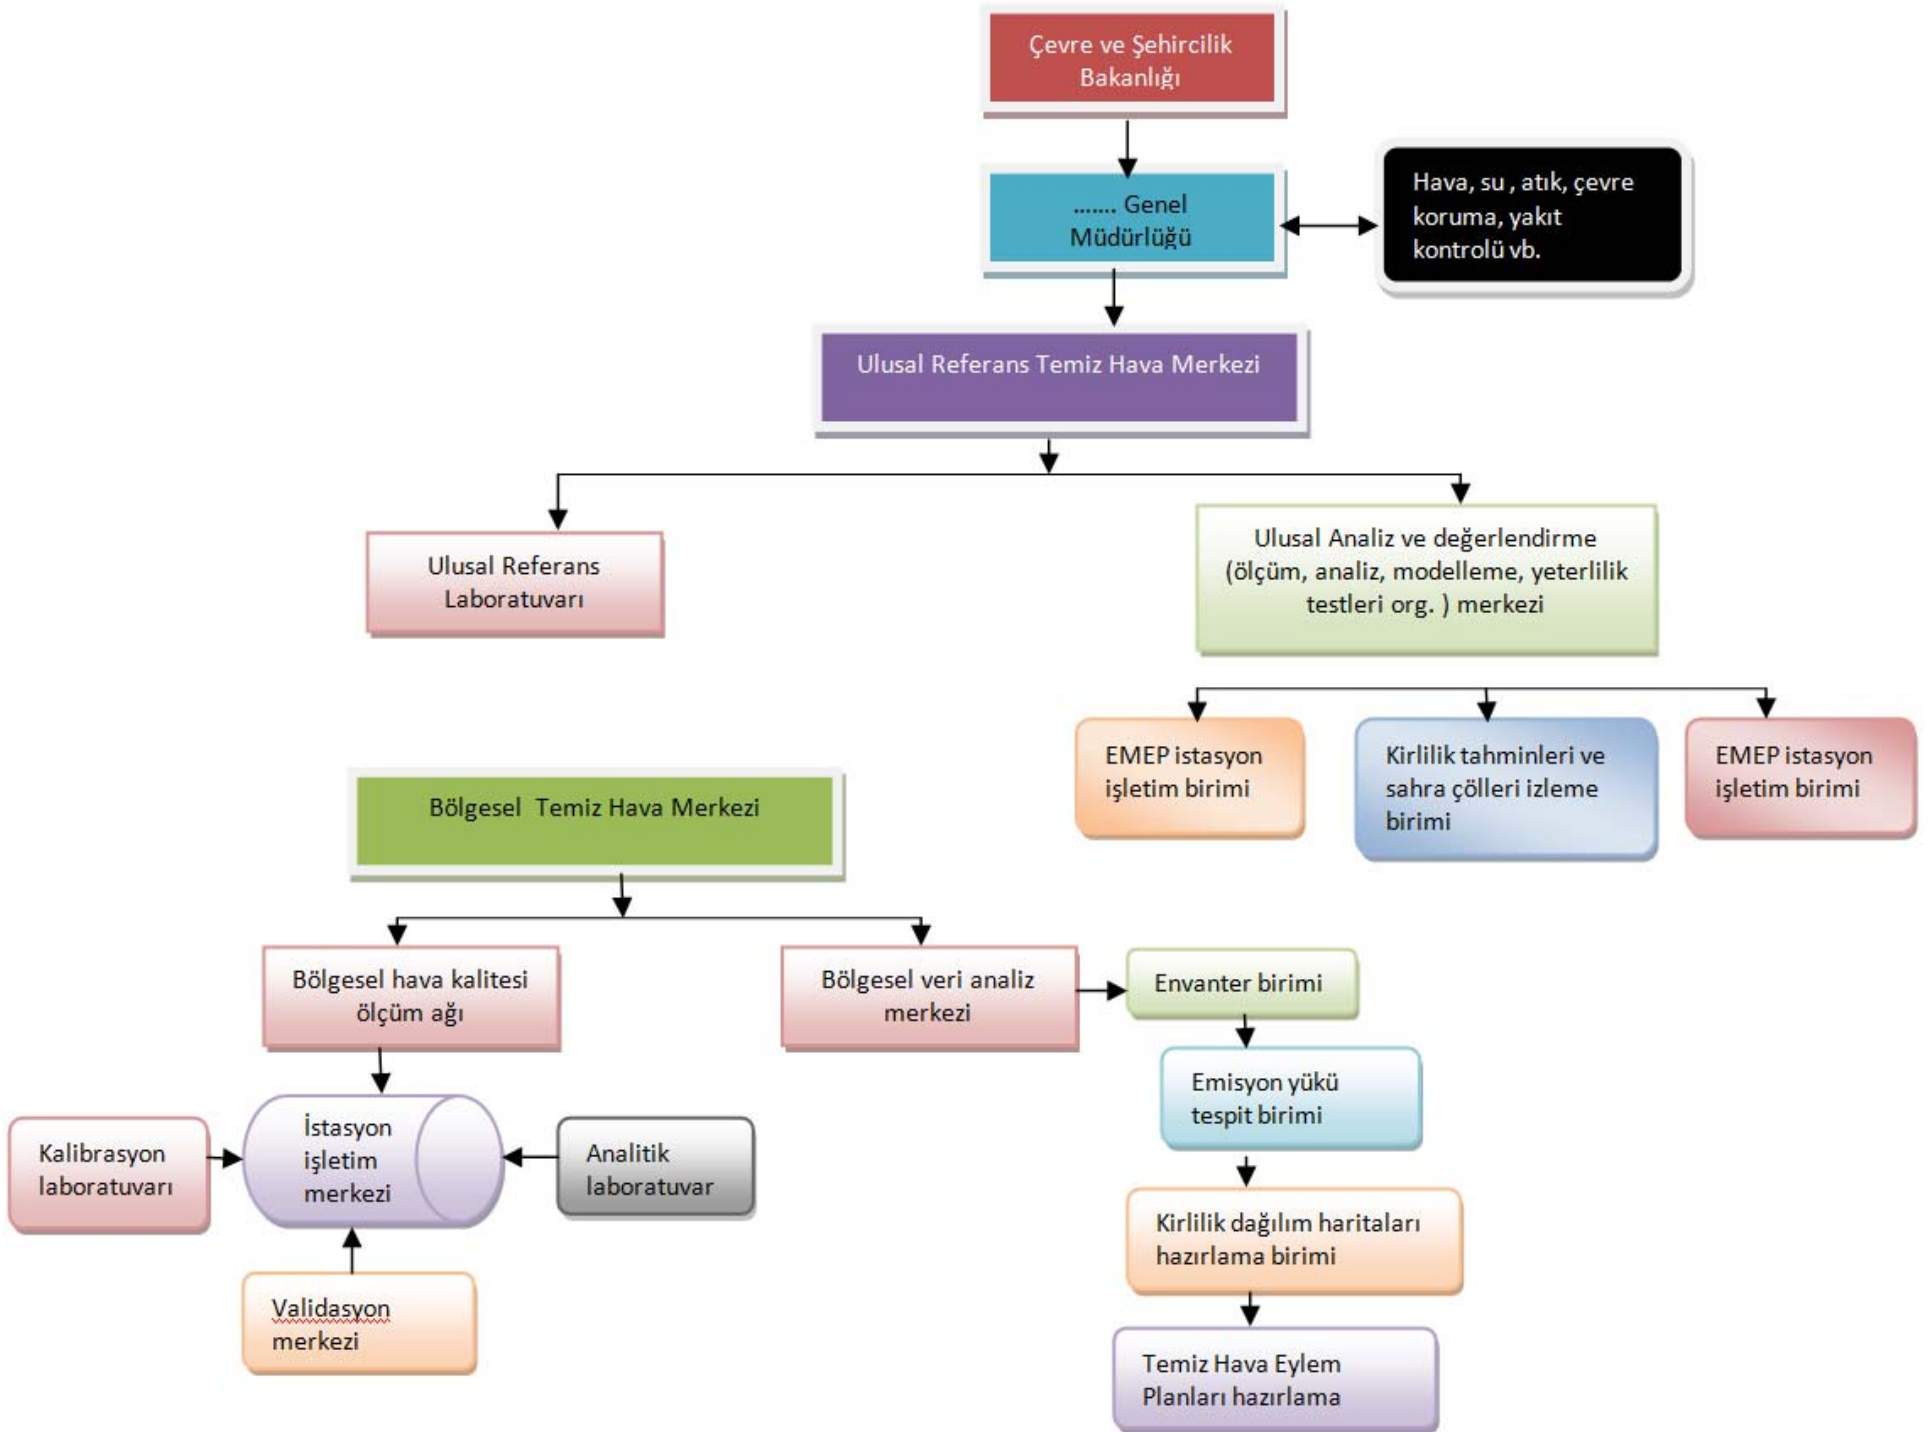 Çevre ve Şehircilik
Bakanlığı
....... Genel
Müdürlüğü
Hava, su , atık, çevre
koruma, yakıt
kontrolü vb.
Ulusal Referans Temiz Hava Merkezi
Ulusal Referans
Laboratuvarı
Ulusal Analiz ve değerlendirme
(ölçüm, analiz, modelleme, yeterlilik
testleri org. ) merkezi
EMEP istasyon
işletim birimi
Kirlilik tahminleri ve
sahra çölleri izleme
birimi
EMEP istasyon
işletim birimi
Bölgesel Temiz Hava Merkezi
Bölgesel hava kalitesi
ölçüm ağı
Bölgesel veri analiz
merkezi
Envanter birimi
Emisyon yükü
tespit birimi
Kalibrasyon
laboratuvarı
İstasyon
işletim
merkezi
Analitik
laboratuvar
Kirlilik dağılım haritaları
hazırlama birimi
Validasyon
merkezi
Temiz Hava Eylem
Planları hazırlama